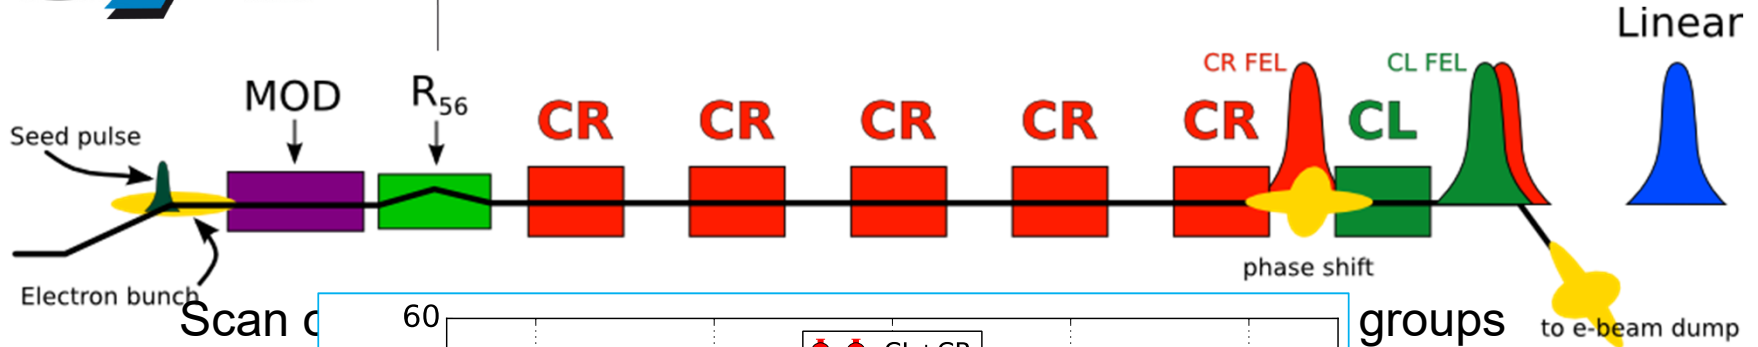 Linear
CR FEL
CL FEL
MOD
R56
CR
CR
CR
CR
CR
CL
Seed pulse
phase shift
Electron bunch
Scan
60
groups
to e-beam dump